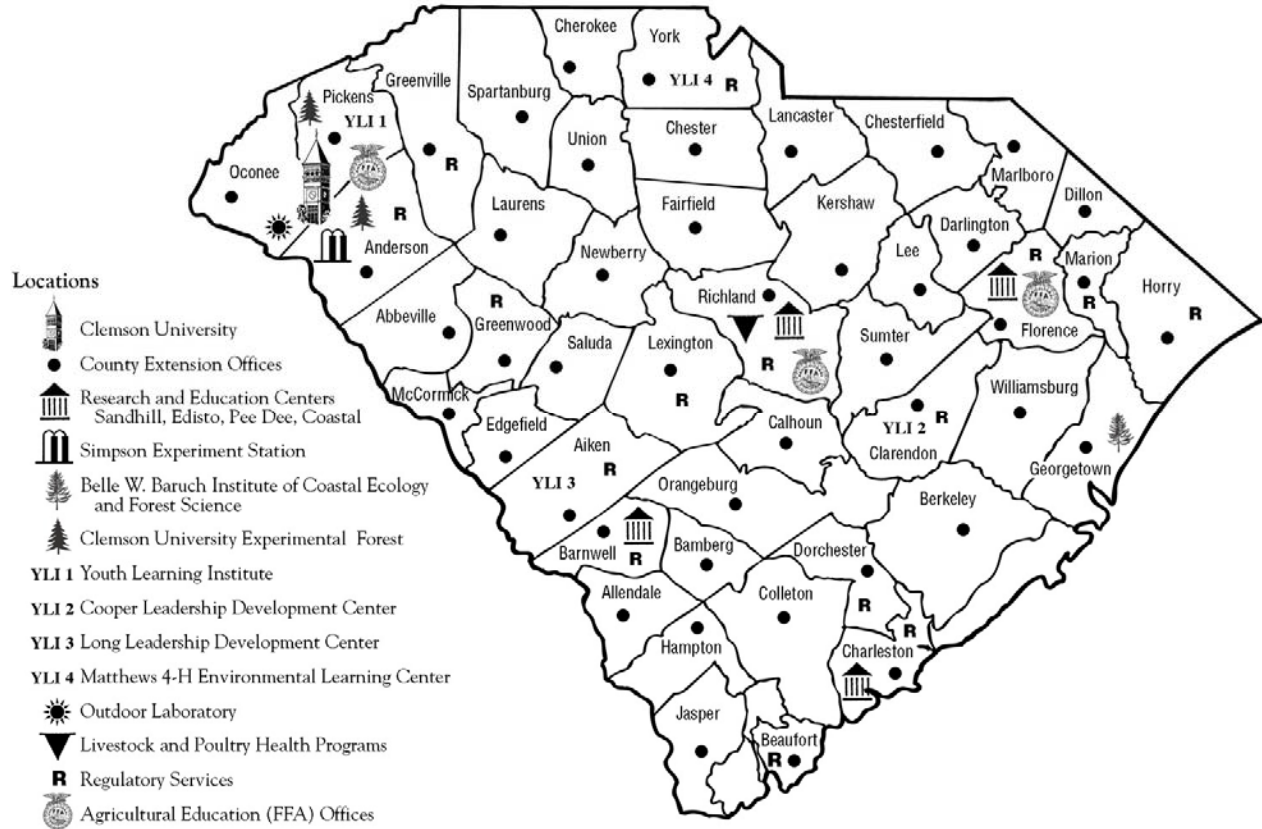 Cherokee
York
Greenville
Pickens
Spartanburg
YLI 4
R
YLI 1
Union
Chester
Lancaster
Chesterfield
FFA
R
Oconee
Marlboro
Dillon
Laurens
Fairfield
Kershaw
Darlington
R
Anderson
Newberry
Lee
R
Marion
Locations
Richland
FFA
R
Horry
R
R
Abbeville
Greenwood
Florence
Clemson University
Saluda
Lexington
Sumter
R
FFA
County Extension Offices
McCormick
Williamsburg
R
Research and Education Centers
Sandhill, Edisto, Pee Dee, Coastal
Edgefield
Calhoun
YLI 2
R
Aiken
R
Clarendon
Simpson Experiment Station
Georgetown
YLI 3
Orangeburg
Belle W. Baruch Institute of Coastal Ecology
and Forest Science
Berkeley
Clemson University Experimental Forest
Barnwell
R
Bamberg
Dorchester
YLI 1 Youth Learning Institute
Allendale
Colleton
R
YLI 2 Cooper Leadership Development Center
R
YLI 3 Long Leadership Development Center
Hampton
Charleston
YLI 4 Matthews 4-H Environmental Learning Center
Outdoor Laboratory
Jasper
Livestock and Poultry Health Programs
Beaufort
R
R Regulatory Services
FFA
Agricultural Education (FFA) Offices